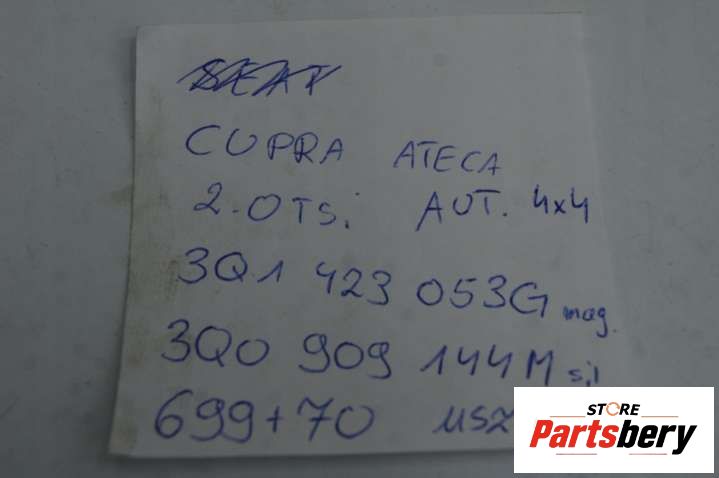 SEAT
CUPRA ATECA
2.0TSi AUT. 4x4
3Q1 423 053G mag.
3Q0 909 144M sil
699+70 USZ
STORE
Partsbery